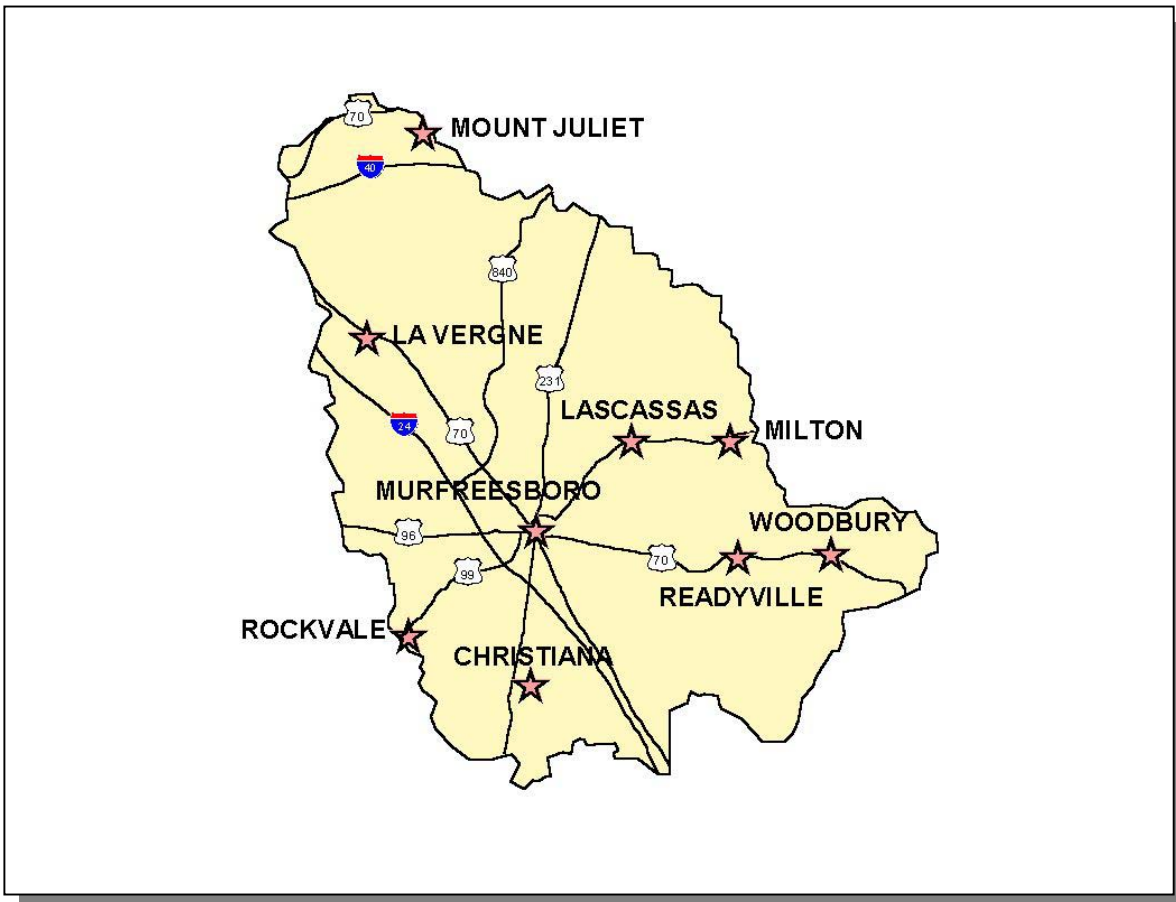 70
MOUNT JULIET
40
840
LA VERGNE
231
LASCASSAS
24
70
MILTON
MURFREESBORO
WOODBURY
96
70
99
READYVILLE
ROCKVALE
CHRISTIANA